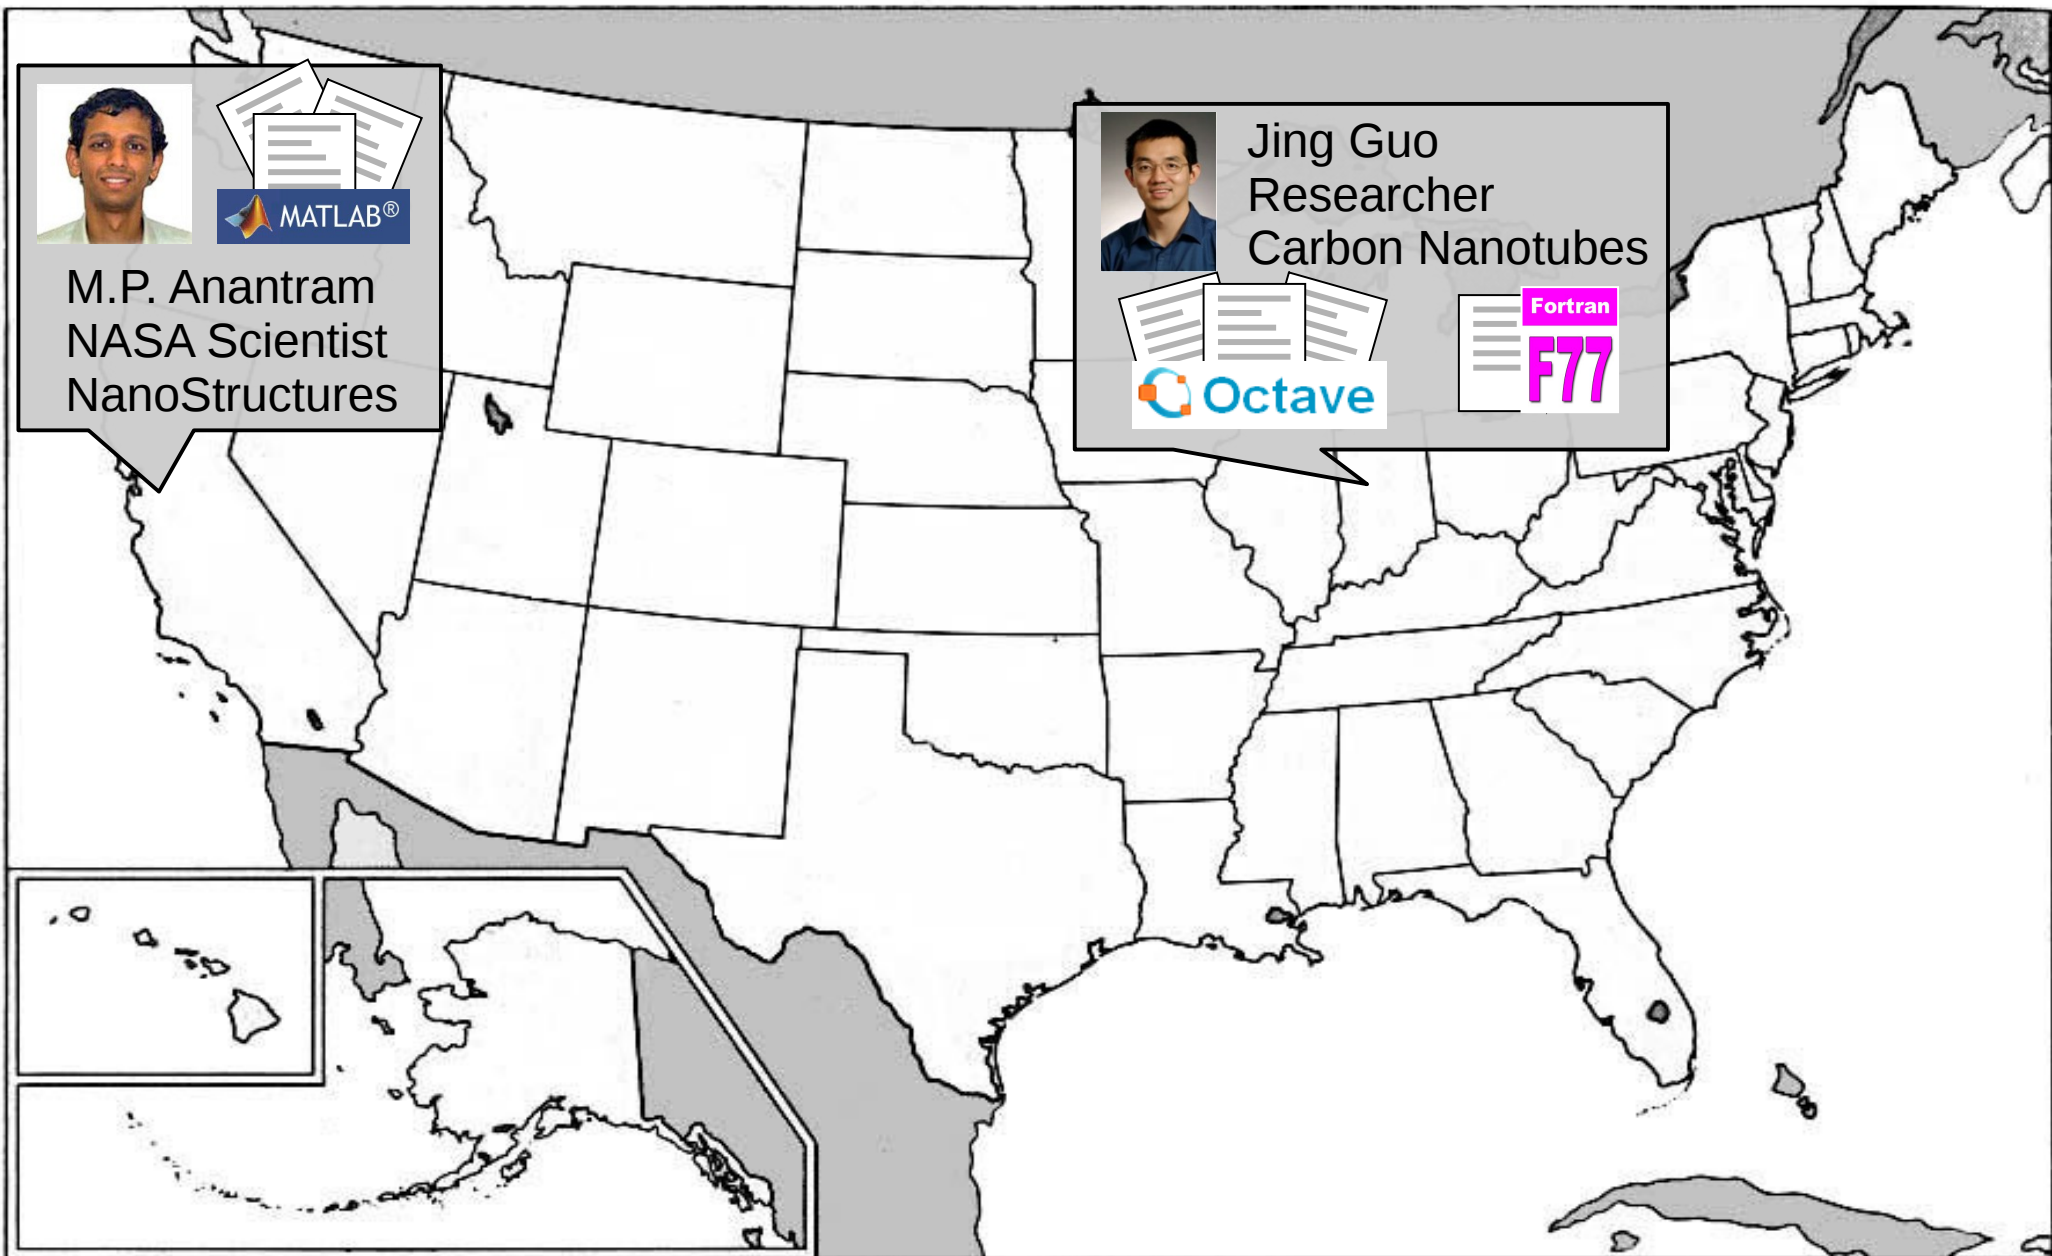 MATLAB®
M.P. Anantram
NASA Scientist
NanoStructures
Jing Guo
Researcher
Carbon Nanotubes
Octave
Fortran
F77